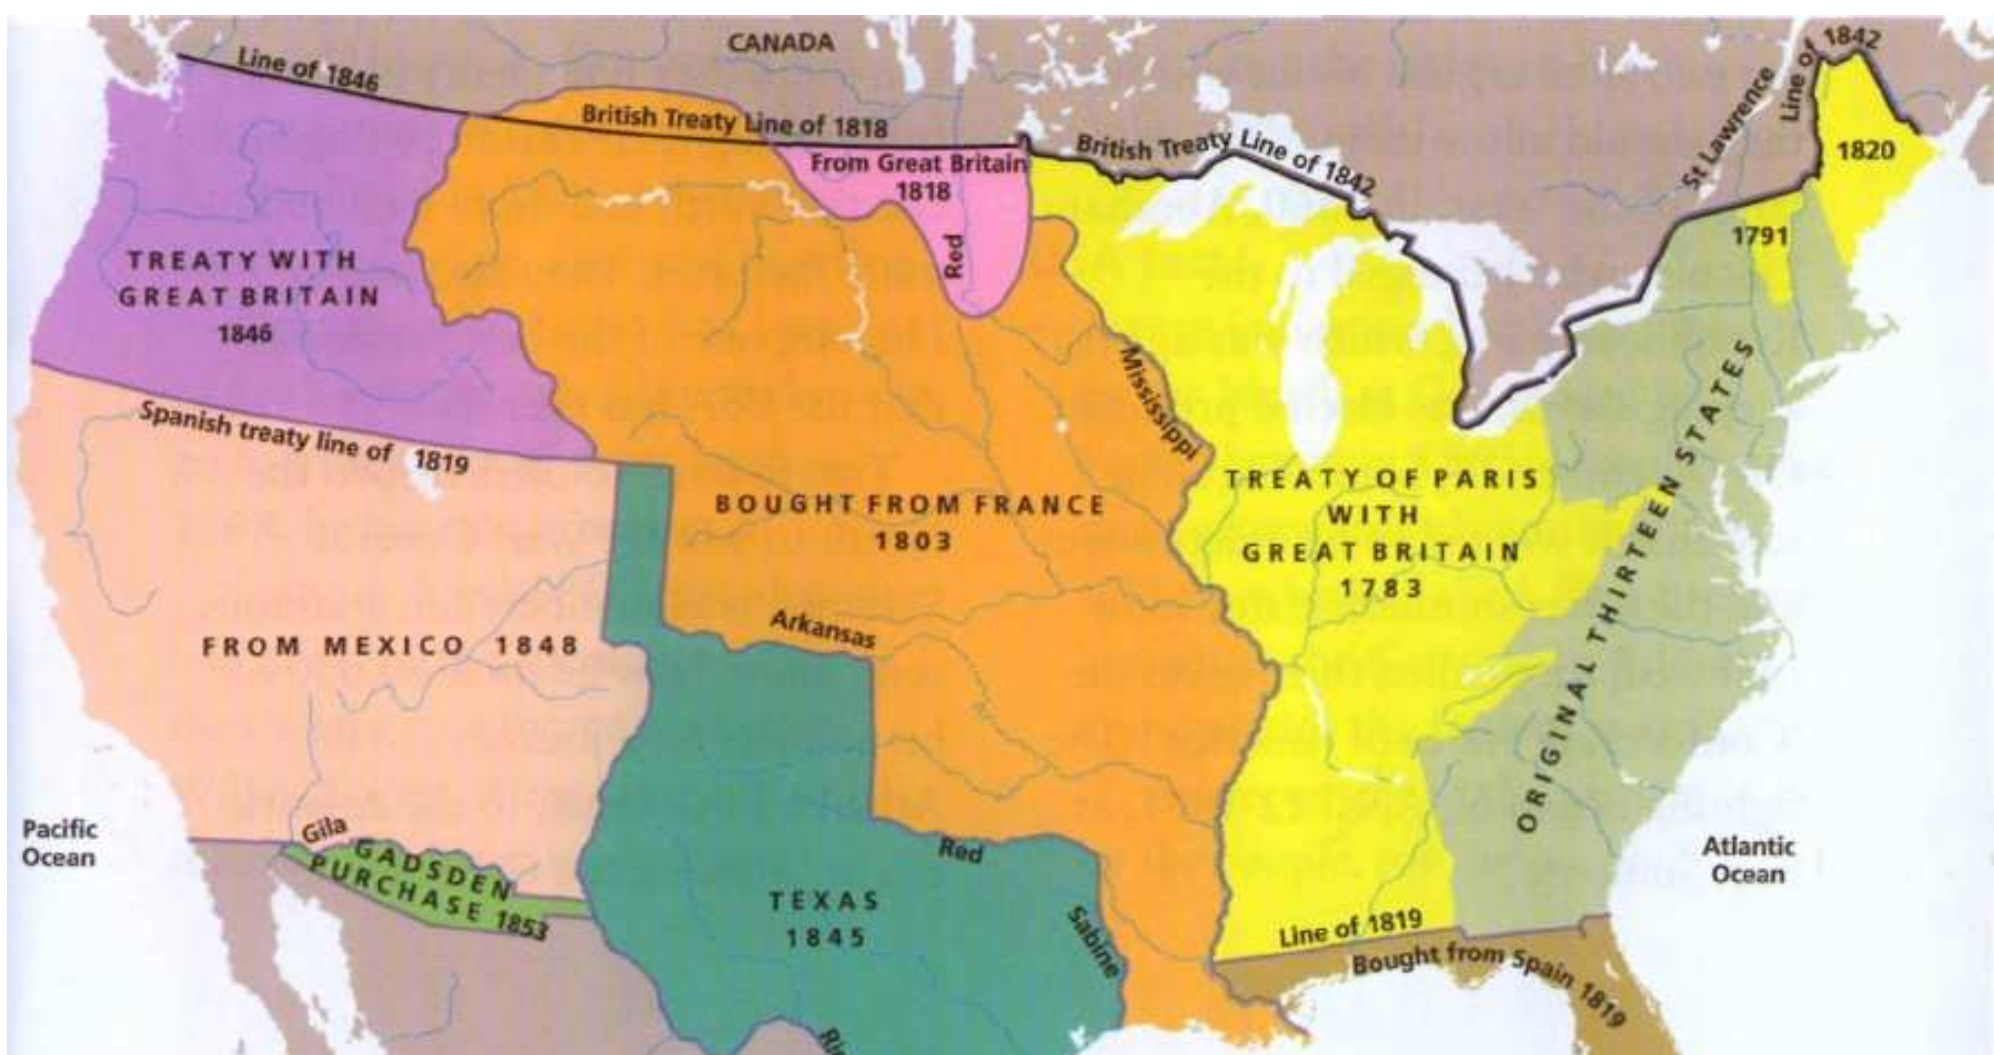 CANADA
Line of 1846
British Treaty Line of 1818
From Great Britain
1818
Red
British Treaty Line of 1842
St Lawrence
Line of 1842
1820
1791
TREATY WITH
GREAT BRITAIN
1846
Spanish treaty line of 1819
Mississippi
BOUGHT FROM FRANCE
1803
TREATY OF PARIS
WITH
GREAT BRITAIN
1783
ORIGINAL THIRTEEN STATES
FROM MEXICO 1848
Arkansas
Pacific
Ocean
Gila
GADSDEN
PURCHASE 1853
TEXAS
1845
Red
Sabine
Line of 1819
Bought from Spain 1819
Atlantic
Ocean